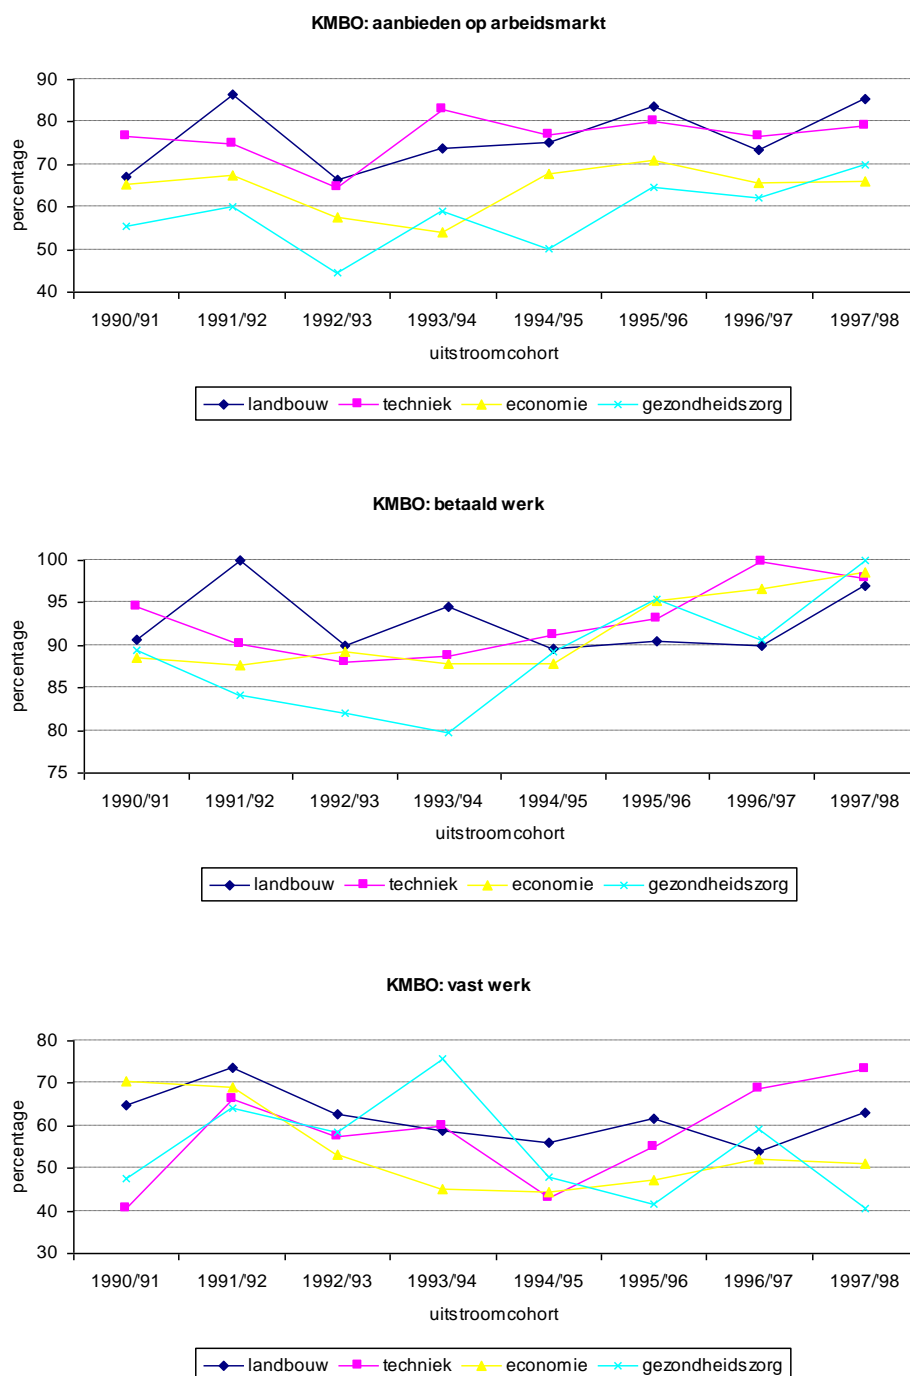 KMBO: aanbieden op arbeidsmarkt
90
80
70
60
50
40
percentage
1990/'91 1991/'92 1992/'93 1993/'94 1994/'95 1995/'96 1996/'97 1997/'98
uitstroomcohort
landbouw techniek economie gezondheidszorg
KMBO: betaald werk
100
95
90
85
80
75
percentage
1990/'91 1991/'92 1992/'93 1993/'94 1994/'95 1995/'96 1996/'97 1997/'98
uitstroomcohort
landbouw techniek economie gezondheidszorg
KMBO: vast werk
80
70
60
50
40
30
percentage
1990/'91 1991/'92 1992/'93 1993/'94 1994/'95 1995/'96 1996/'97 1997/'98
uitstroomcohort
landbouw techniek economie gezondheidszorg